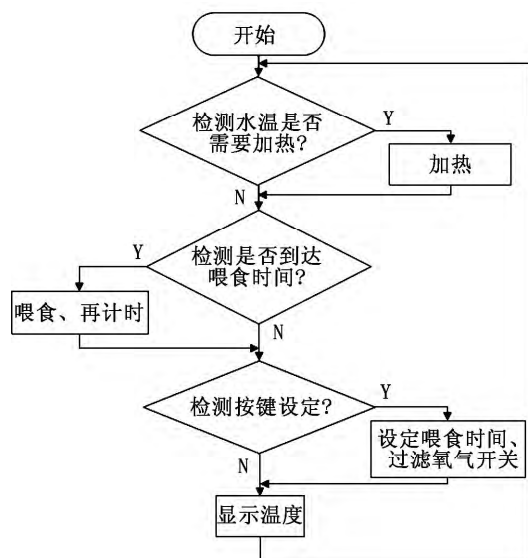 开始
检测水温是否
需要加热?
Y
加热
N
检测是否到达
喂食时间?
Y
喂食、再计时
N
检测按键设定?
Y
设定喂食时间、
过滤氧气开关
N
显示温度